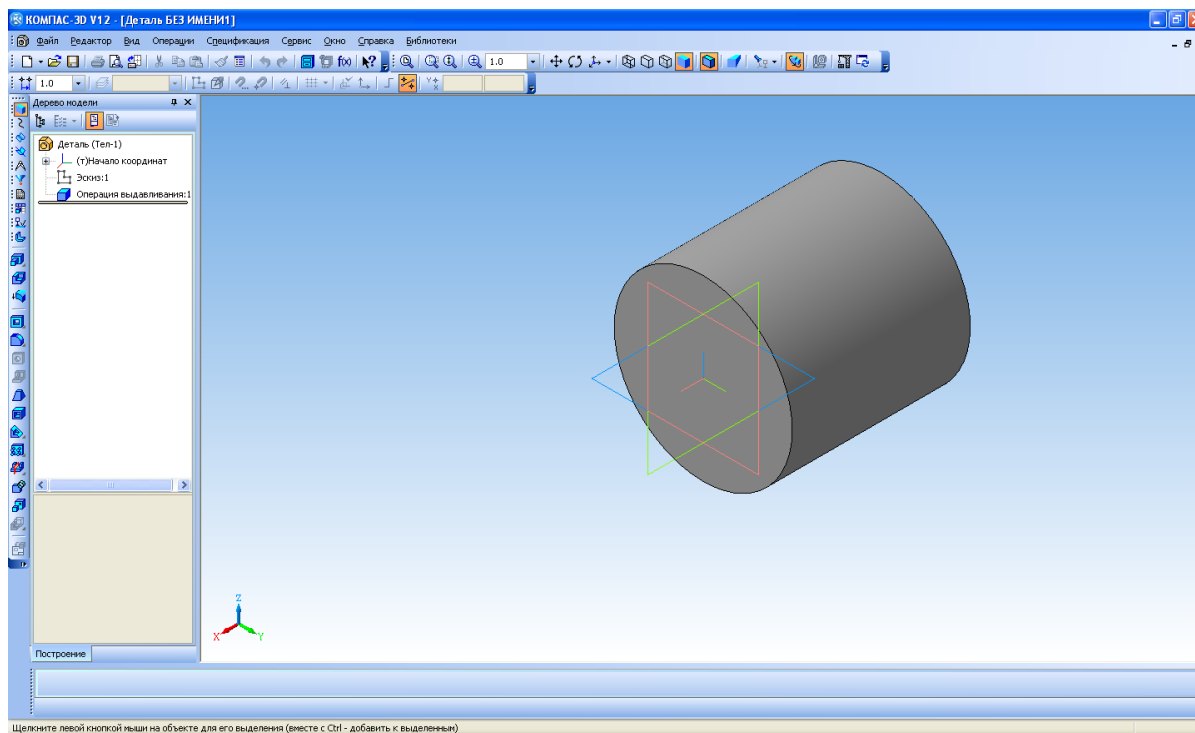 КОМПАС-3D V12 - [Деталь БЕЗ ИМЕНИ1]
Файл Редактор Вид Операции Спецификация Сервис Окно Справка Библиотеки
1.0
1.0
Дерево модели
Деталь (Тел-1)
(т)Начало координат
Эскиз:1
Операция выдавливания:1
Z
X
Y
Построение
Щелкните левой кнопкой мыши на объекте для его выделения (вместе с Ctrl - добавить к выделенным)